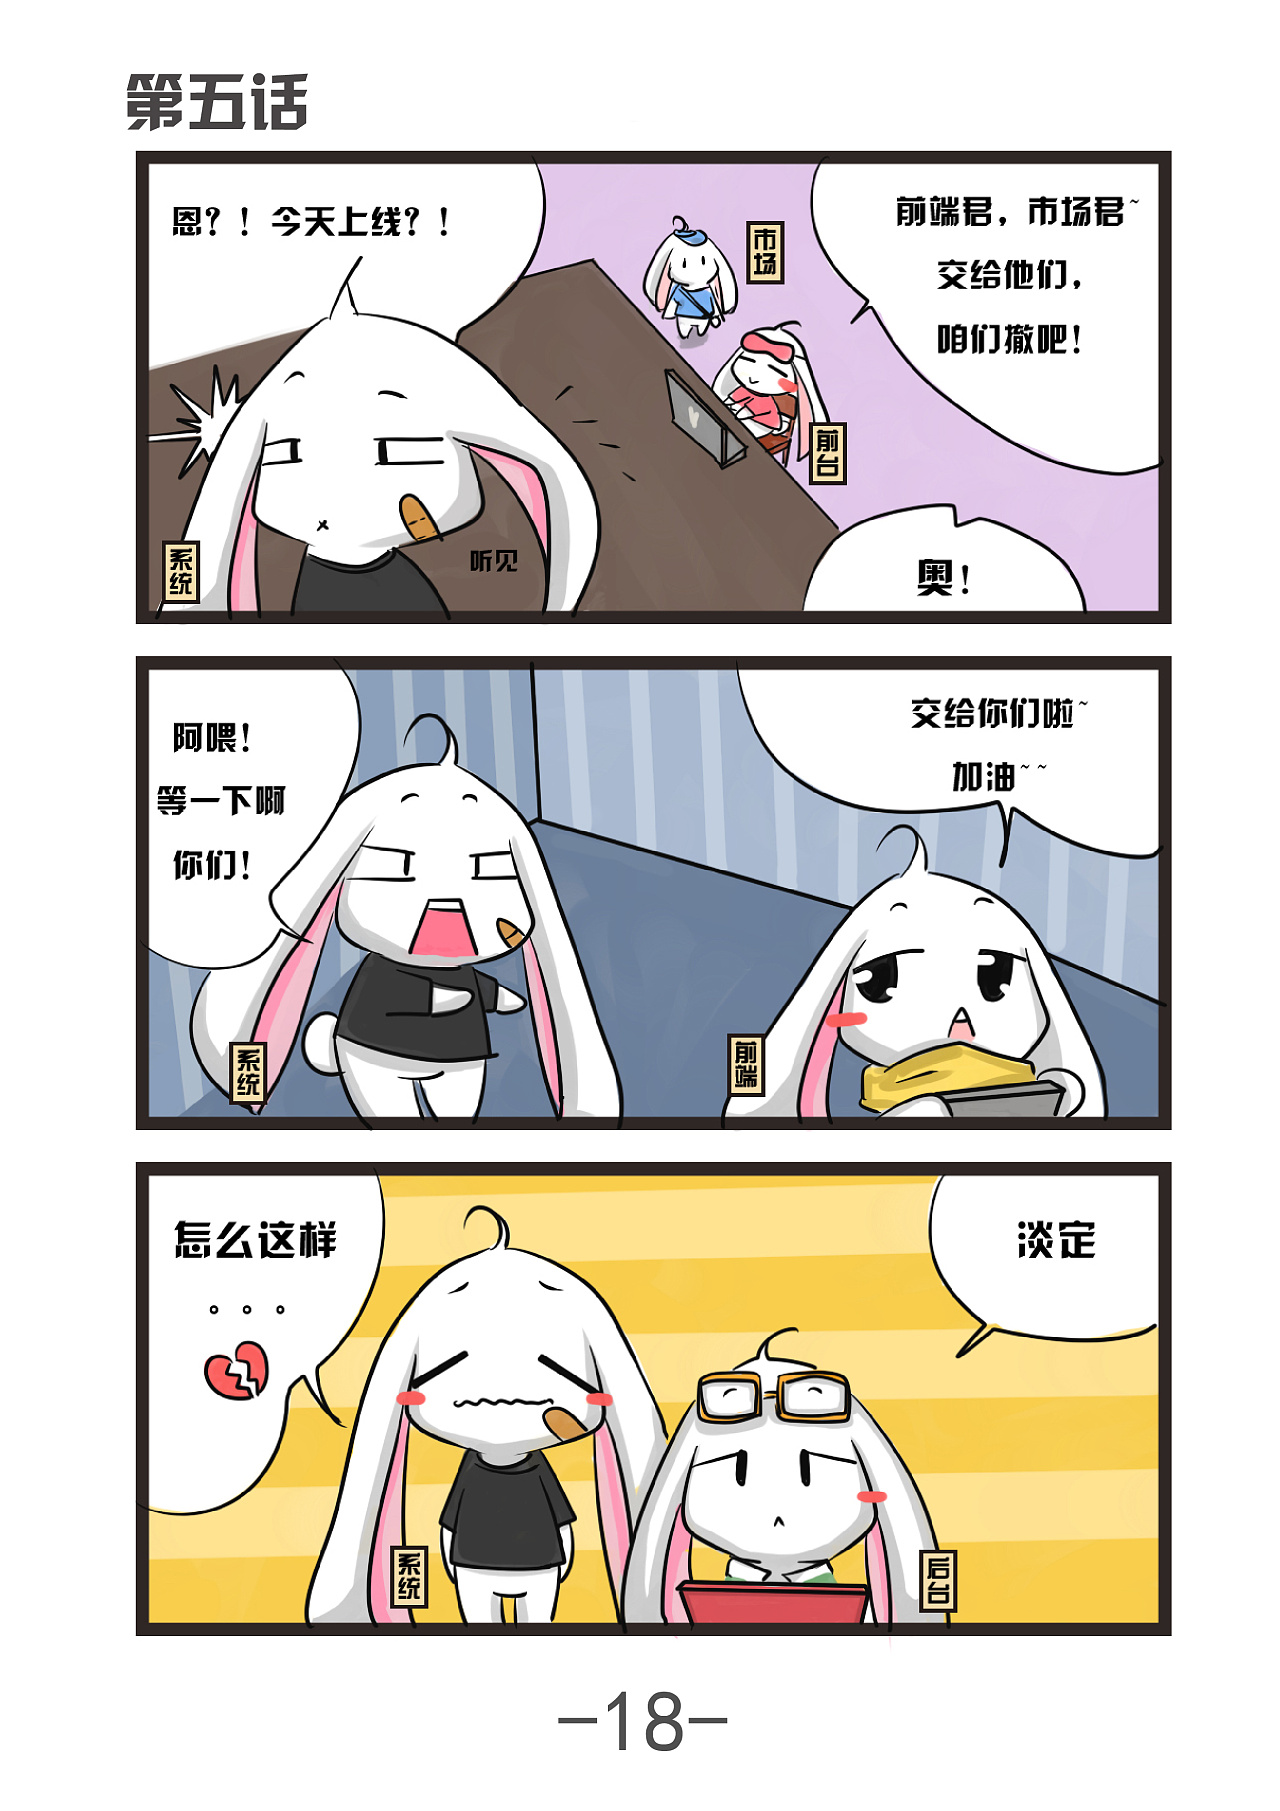 第五话
恩？！今天上线？！
市场
前端君，市场君~
交给他们，
咱们撤吧！
前台
系统
听见
奥！
阿喂！
等一下啊
你们！
交给你们啦~
加油~~
系统
前端
怎么这样
。。。
淡定
系统
后台
-18-